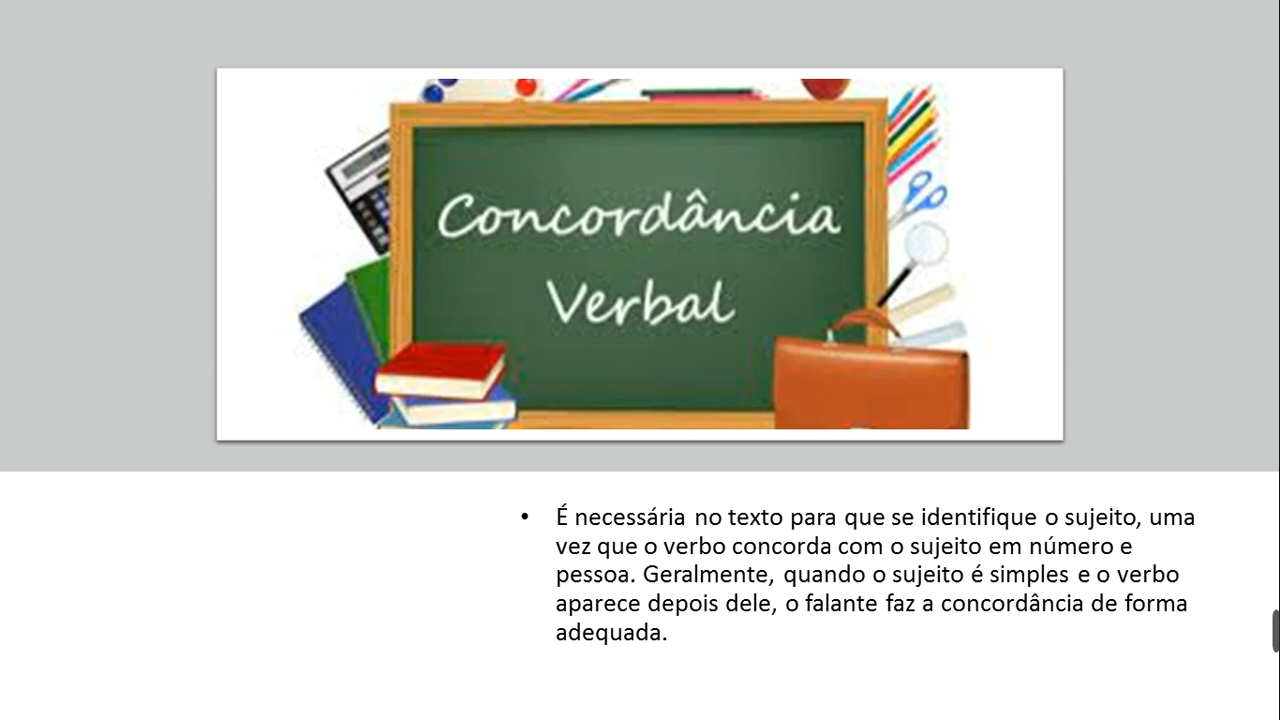 Concordância
Verbal
• É necessária no texto para que se identifique o sujeito, uma
vez que o verbo concorda com o sujeito em número e
pessoa. Geralmente, quando o sujeito é simples e o verbo
aparece depois dele, o falante faz a concordância de forma
adequada.